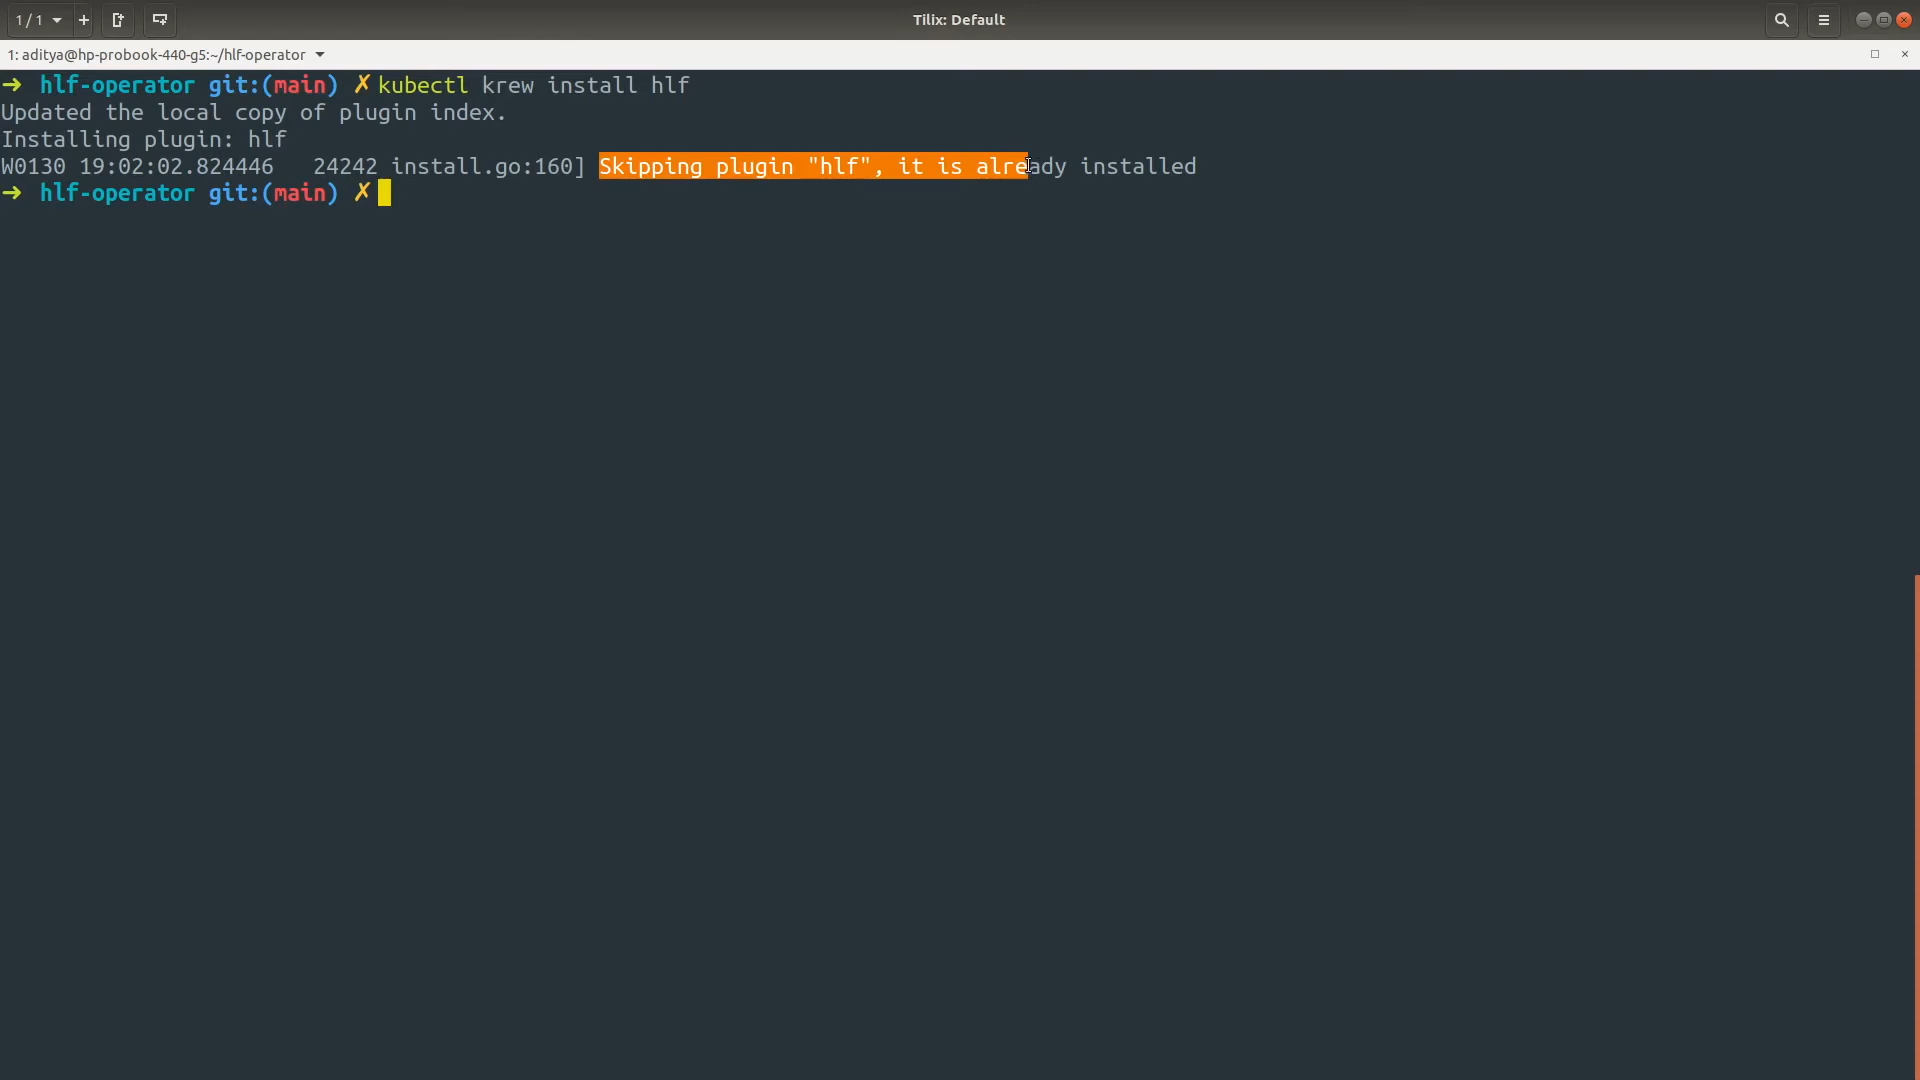 1 / 1
Tilix: Default
1: aditya@hp-probook-440-g5:~/hlf-operator
➜ hlf-operator git:(main) ✗ kubectl krew install hlf
Updated the local copy of plugin index.
Installing plugin: hlf
W0130 19:02:02.824446 24242 install.go:160] Skipping plugin "hlf", it is already installed
➜ hlf-operator git:(main) ✗